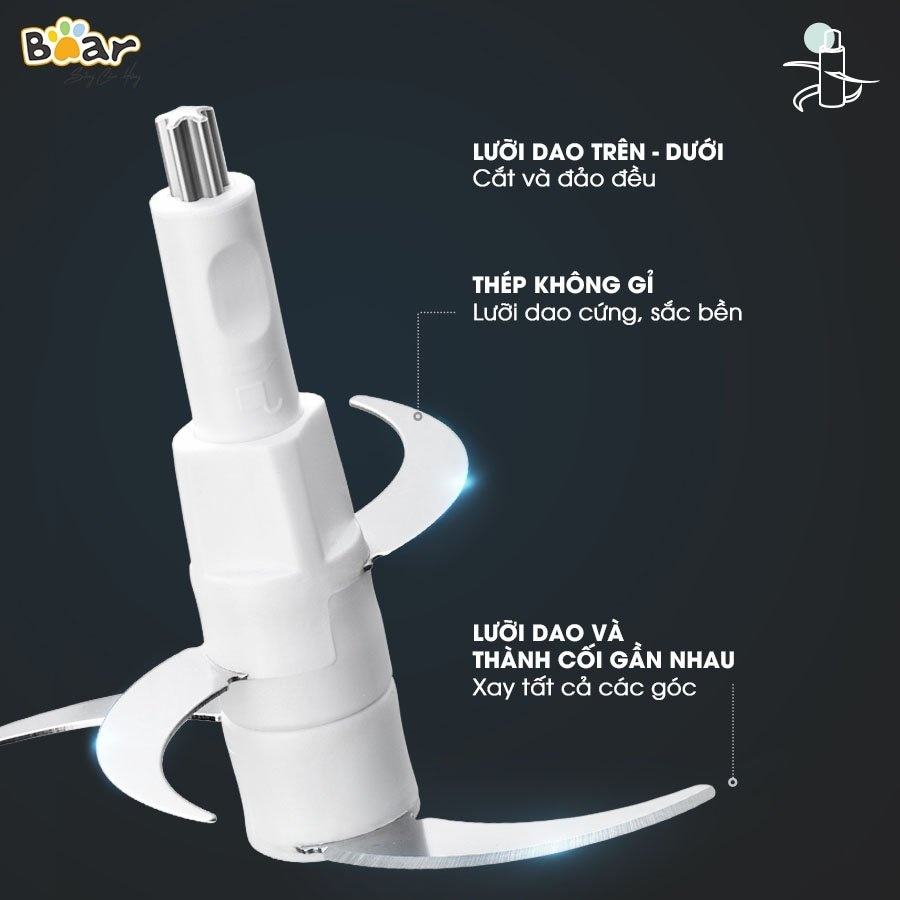 Bear
LƯỠI DAO TRÊN - DƯỚI
Cắt và đảo đều
THÉP KHÔNG GỈ
Lưỡi dao cứng, sắc bền
LƯỠI DAO VÀ
THÀNH CỐI GẦN NHAU
Xay tất cả các góc